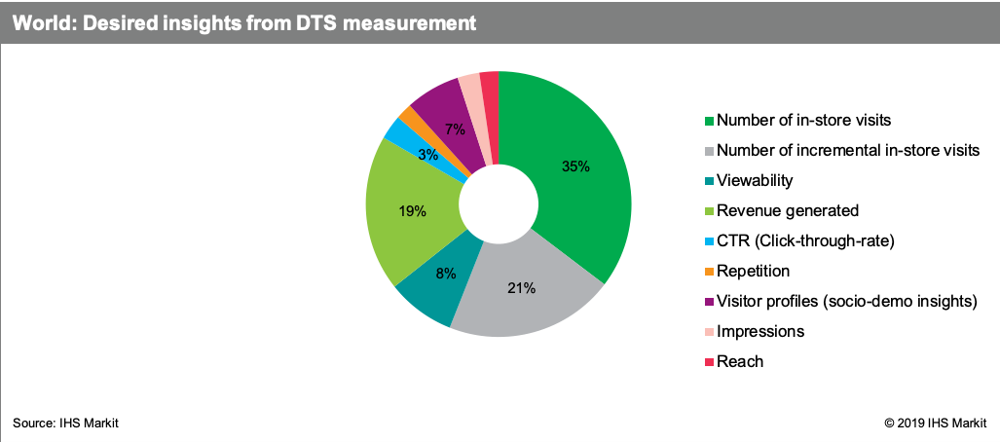 World: Desired insights from DTS measurement
7%
3%
35%
19%
8%
21%
Number of in-store visits
Number of incremental in-store visits
Viewability
Revenue generated
CTR (Click-through-rate)
Repetition
Visitor profiles (socio-demo insights)
Impressions
Reach
Source: IHS Markit
© 2019 IHS Markit